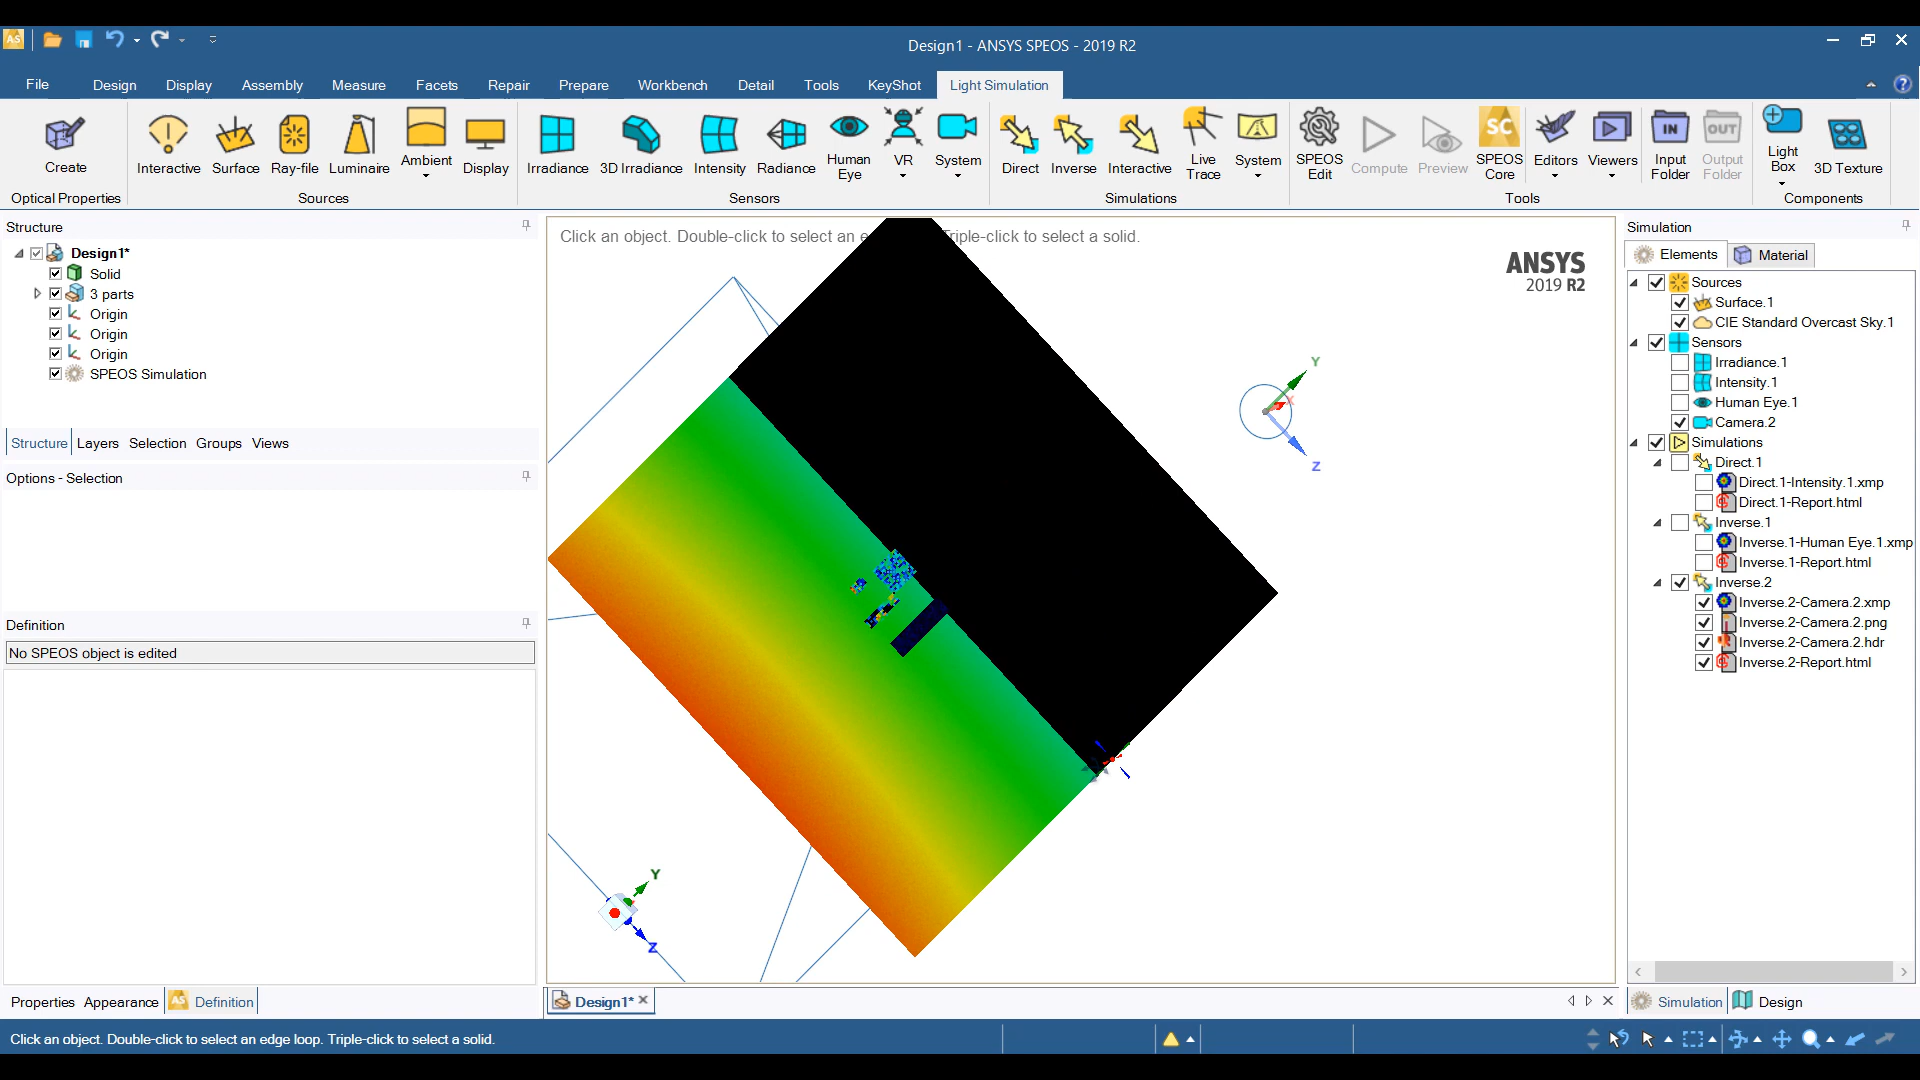 Design1 - ANSYS SPEOS - 2019 R2
File Design Display Assembly Measure Facets Repair Prepare Workbench Detail Tools KeyShot Light Simulation
Create Interactive Surface Ray-file Luminaire Ambient Display Irradiance 3D Irradiance Intensity Radiance Human Eye VR System Direct Inverse Interactive Live Trace System SPEOS Edit Compute Preview SPEOS Core Editors Viewers Input Folder Output Folder Light Box 3D Texture
Optical Properties Sources Sensors Simulations Tools Components
Structure
Design1*
Solid
3 parts
Origin
Origin
Origin
SPEOS Simulation
Structure Layers Selection Groups Views
Options - Selection
Definition
No SPEOS object is edited
Properties Appearance Definition
Click an object. Double-click to select an e Triple-click to select a solid.
ANSYS
2019 R2
Y
X
Z
Y
Z
Design1*
Simulation
Elements Material
Sources
Surface.1
CIE Standard Overcast Sky.1
Sensors
Irradiance.1
Intensity.1
Human Eye.1
Camera.2
Simulations
Direct.1
Direct.1-Intensity.1.xmp
Direct.1-Report.html
Inverse.1
Inverse.1-Human Eye.1.xmp
Inverse.1-Report.html
Inverse.2
Inverse.2-Camera.2.xmp
Inverse.2-Camera.2.png
Inverse.2-Camera.2.hdr
Inverse.2-Report.html
Simulation Design
Click an object. Double-click to select an edge loop. Triple-click to select a solid.